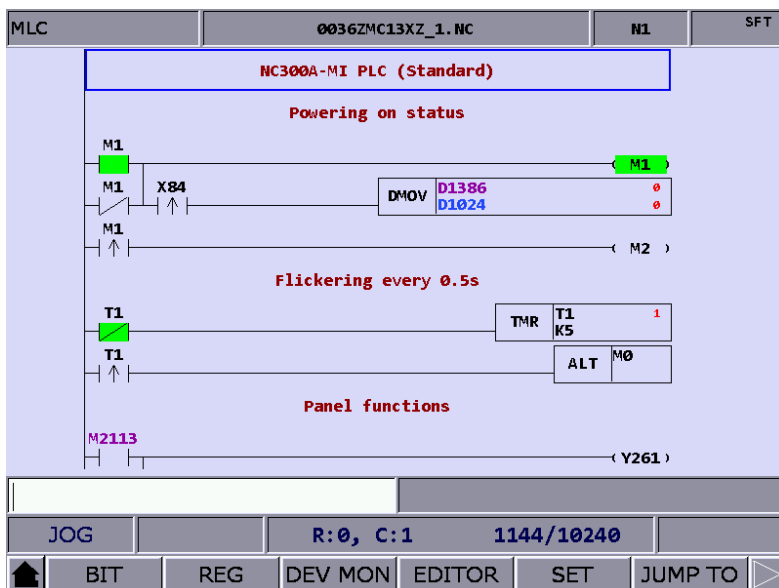 MLC 0036ZMC13XZ_1.NC N1 SFT
NC300A-MI PLC (Standard)
Powering on status
M1 M1
M1 X84 DMOV D1386 0
D1024 0
M1 M2
Flickering every 0.5s
T1 TMR T1 1
K5
T1 ALT M0
Panel functions
M2113 Y261
JOG R:0, C:1 1144/10240
BIT REG DEV MON EDITOR SET JUMP TO